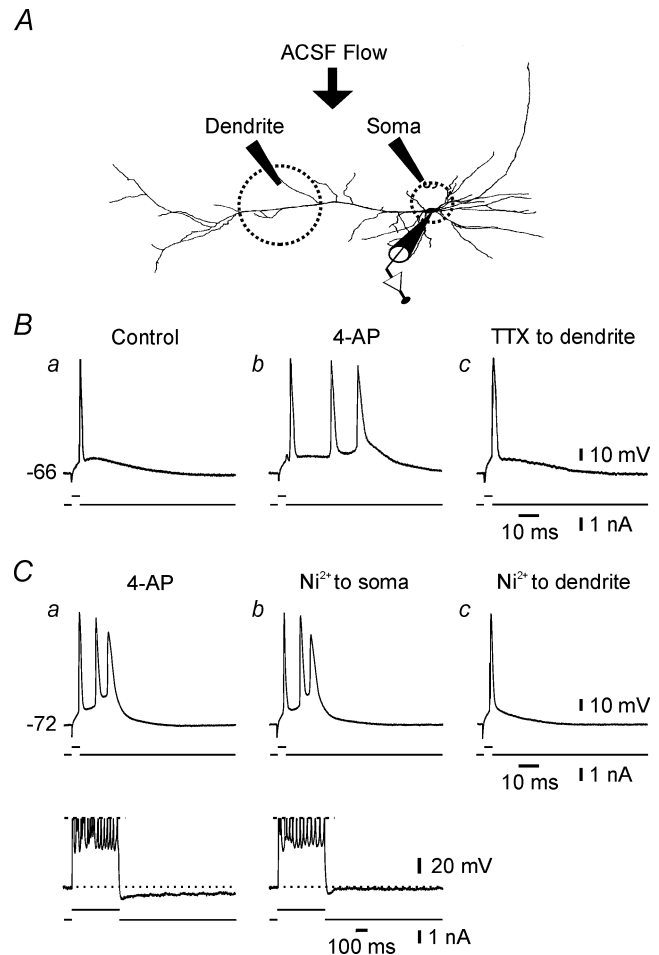 A
ACSF Flow
Dendrite
Soma
B
Control
4-AP
TTX to dendrite
a
b
c
-66
10 mV
10 ms
1 nA
C
4-AP
Ni2+ to soma
Ni2+ to dendrite
a
b
c
-72
10 mV
10 ms
1 nA
20 mV
100 ms
1 nA